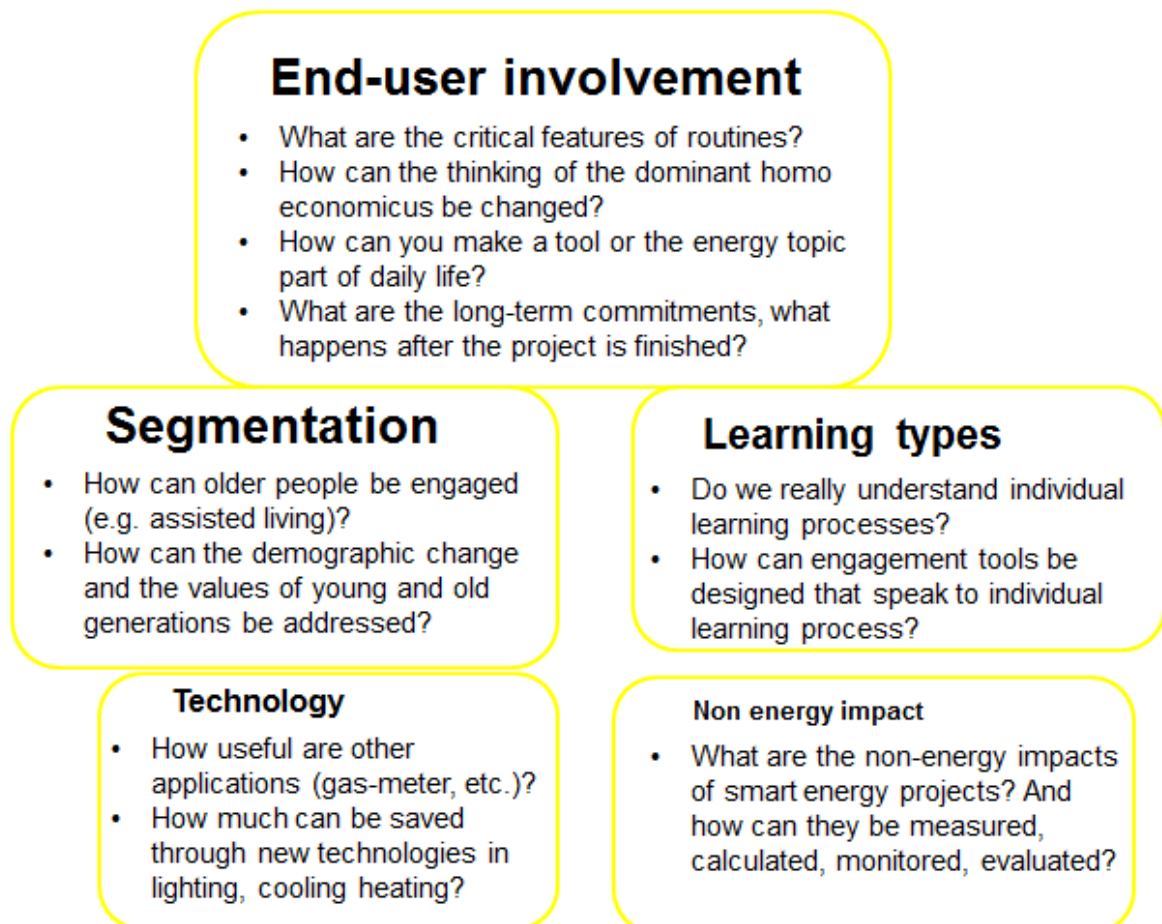 End-user involvement
• What are the critical features of routines?
• How can the thinking of the dominant homo
economicus be changed?
• How can you make a tool or the energy topic
part of daily life?
• What are the long-term commitments, what
happens after the project is finished?
Segmentation
• How can older people be engaged
(e.g. assisted living)?
• How can the demographic change
and the values of young and old
generations be addressed?
Learning types
• Do we really understand individual
learning processes?
• How can engagement tools be
designed that speak to individual
learning process?
Technology
• How useful are other
applications (gas-meter, etc.)?
• How much can be saved
through new technologies in
lighting, cooling heating?
Non energy impact
• What are the non-energy impacts
of smart energy projects? And
how can they be measured,
calculated, monitored, evaluated?